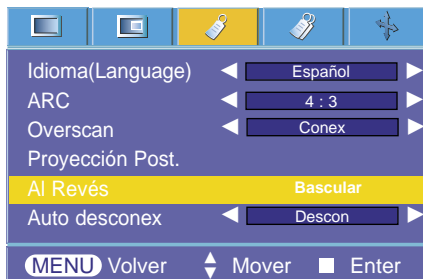 Idioma(Language) Español
ARC 4 : 3
Overscan Conex
Proyección Post.
Al Revés Bascular
Auto desconex Descon
MENU Volver Mover Enter